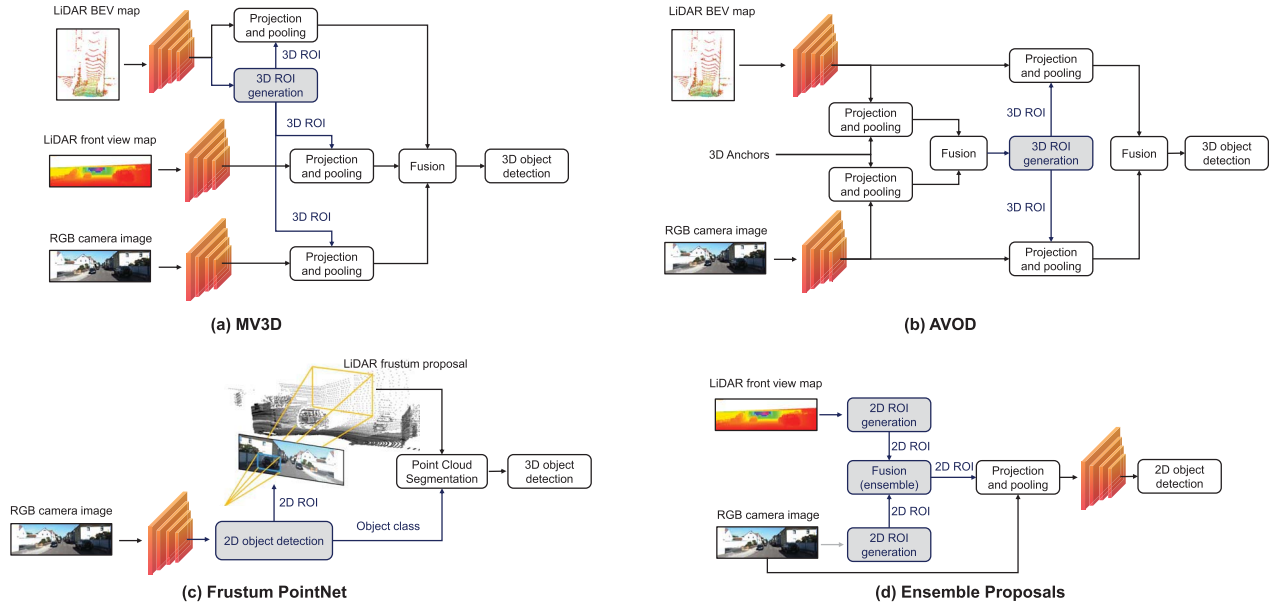 LiDAR BEV map
Projection
and pooling
3D ROI
3D ROI
generation
3D ROI
LiDAR front view map
Projection
and pooling
Fusion
3D object
detection
3D ROI
RGB camera image
Projection
and pooling
(a) MV3D
LiDAR BEV map
Projection
and pooling
3D ROI
Projection
and pooling
3D Anchors
Fusion
3D ROI
generation
Fusion
3D object
detection
Projection
and pooling
3D ROI
RGB camera image
Projection
and pooling
(b) AVOD
LiDAR frustum proposal
Point Cloud
Segmentation
3D object
detection
2D ROI
RGB camera image
2D object detection
Object class
(c) Frustum PointNet
LiDAR front view map
2D ROI
generation
2D ROI
Fusion
(ensemble)
2D ROI
Projection
and pooling
2D object
detection
2D ROI
RGB camera image
2D ROI
generation
(d) Ensemble Proposals